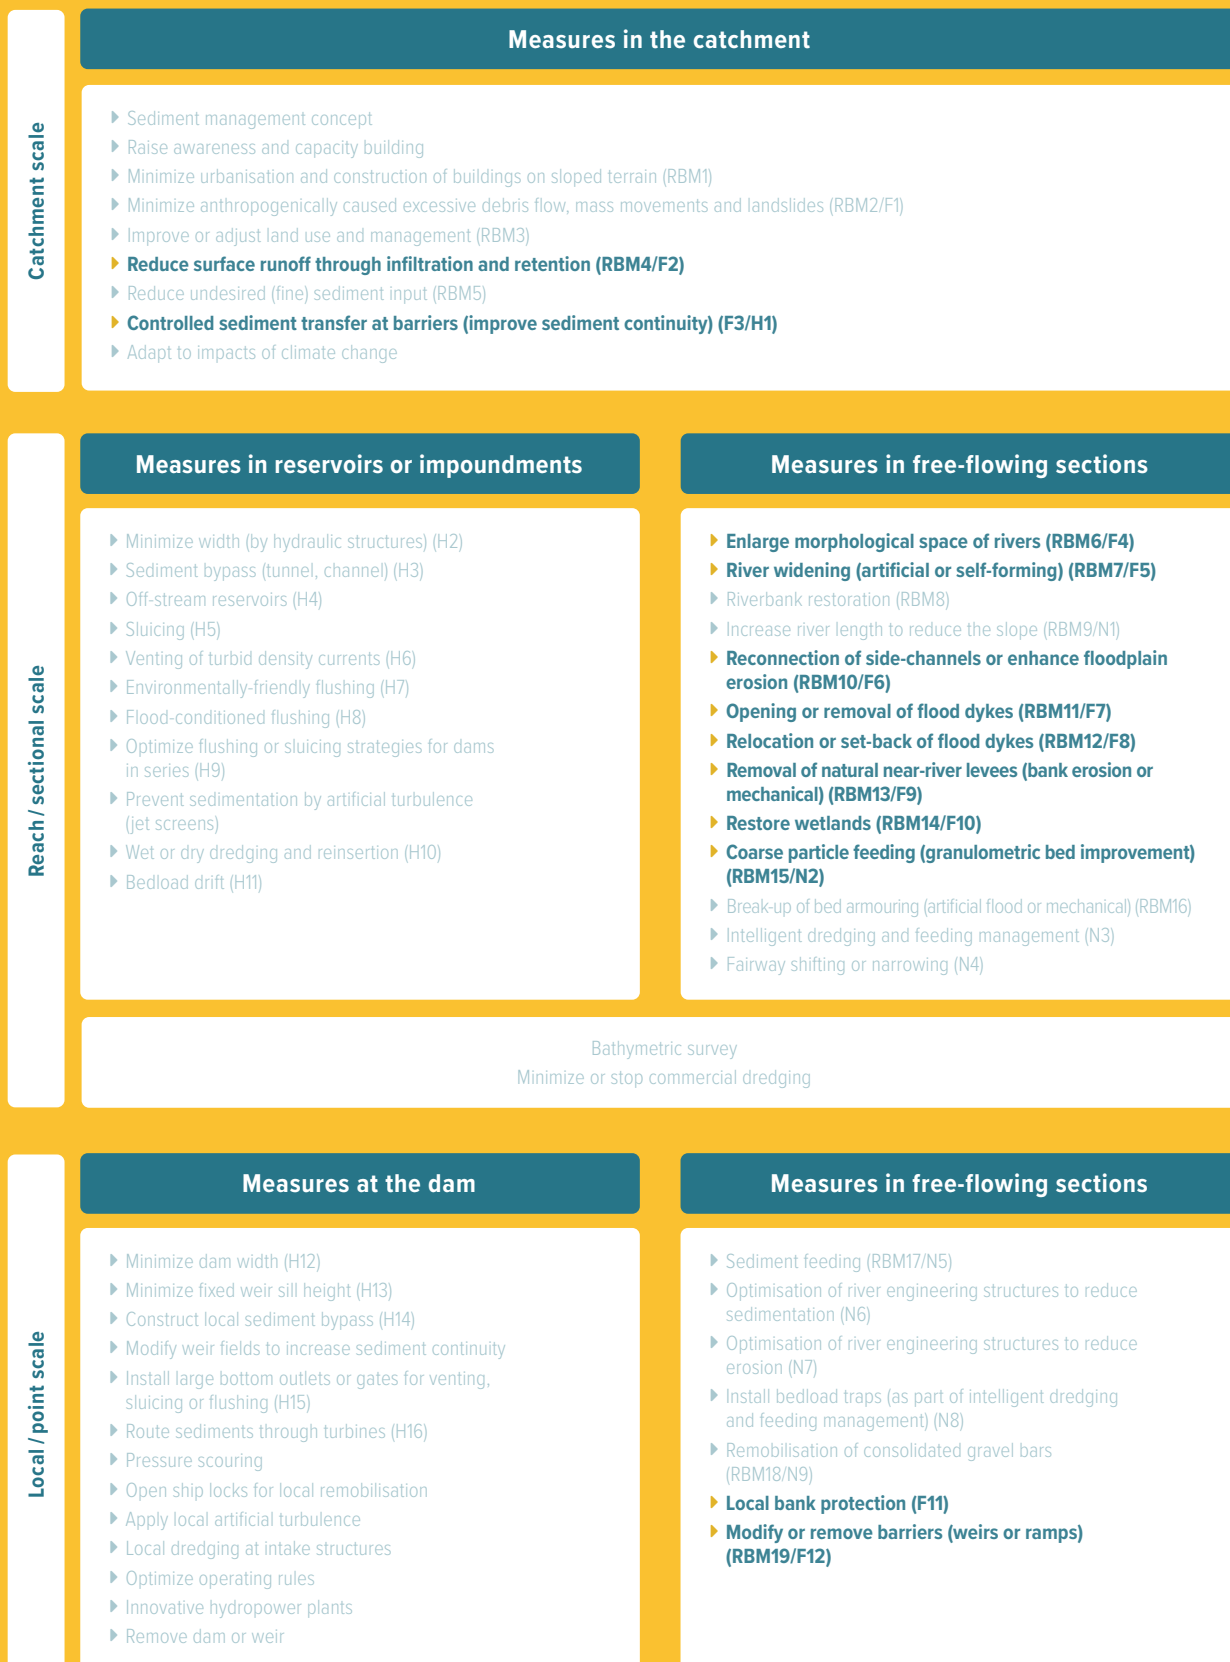 Catchment scale
Measures in the catchment
Sediment management concept
Raise awareness and capacity building
Minimize urbanisation and construction of buildings on sloped terrain (RBM1)
Minimize anthropogenically caused excessive debris flow, mass movements and landslides (RBM2/F1)
Improve or adjust land use and management (RBM3)
Reduce surface runoff through infiltration and retention (RBM4/F2)
Reduce undesired (fine) sediment input (RBM5)
Controlled sediment transfer at barriers (improve sediment continuity) (F3/H1)
Adapt to impacts of climate change
Reach / sectional scale
Measures in reservoirs or impoundments
Minimize width (by hydraulic structures) (H2)
Sediment bypass (tunnel, channel) (H3)
Off-stream reservoirs (H4)
Sluicing (H5)
Venting of turbid density currents (H6)
Environmentally-friendly flushing (H7)
Flood-conditioned flushing (H8)
Optimize flushing or sluicing strategies for dams
in series (H9)
Prevent sedimentation by artificial turbulence
(jet screens)
Wet or dry dredging and reinsertion (H10)
Bedload drift (H11)
Measures in free-flowing sections
Enlarge morphological space of rivers (RBM6/F4)
River widening (artificial or self-forming) (RBM7/F5)
Riverbank restoration (RBM8)
Increase river length to reduce the slope (RBM9/N1)
Reconnection of side-channels or enhance floodplain
erosion (RBM10/F6)
Opening or removal of flood dykes (RBM11/F7)
Relocation or set-back of flood dykes (RBM12/F8)
Removal of natural near-river levees (bank erosion or
mechanical) (RBM13/F9)
Restore wetlands (RBM14/F10)
Coarse particle feeding (granulometric bed improvement)
(RBM15/N2)
Break-up of bed armouring (artificial flood or mechanical) (RBM16)
Intelligent dredging and feeding management (N3)
Fairway shifting or narrowing (N4)
Bathymetric survey
Minimize or stop commercial dredging
Local / point scale
Measures at the dam
Minimize dam width (H12)
Minimize fixed weir sill height (H13)
Construct local sediment bypass (H14)
Modify weir fields to increase sediment continuity
Install large bottom outlets or gates for venting,
sluicing or flushing (H15)
Route sediments through turbines (H16)
Pressure scouring
Open ship locks for local remobilisation
Apply local artificial turbulence
Local dredging at intake structures
Optimize operating rules
Innovative hydropower plants
Remove dam or weir
Measures in free-flowing sections
Sediment feeding (RBM17/N5)
Optimisation of river engineering structures to reduce
sedimentation (N6)
Optimisation of river engineering structures to reduce
erosion (N7)
Install bedload traps (as part of intelligent dredging
and feeding management) (N8)
Remobilisation of consolidated gravel bars
(RBM18/N9)
Local bank protection (F11)
Modify or remove barriers (weirs or ramps)
(RBM19/F12)